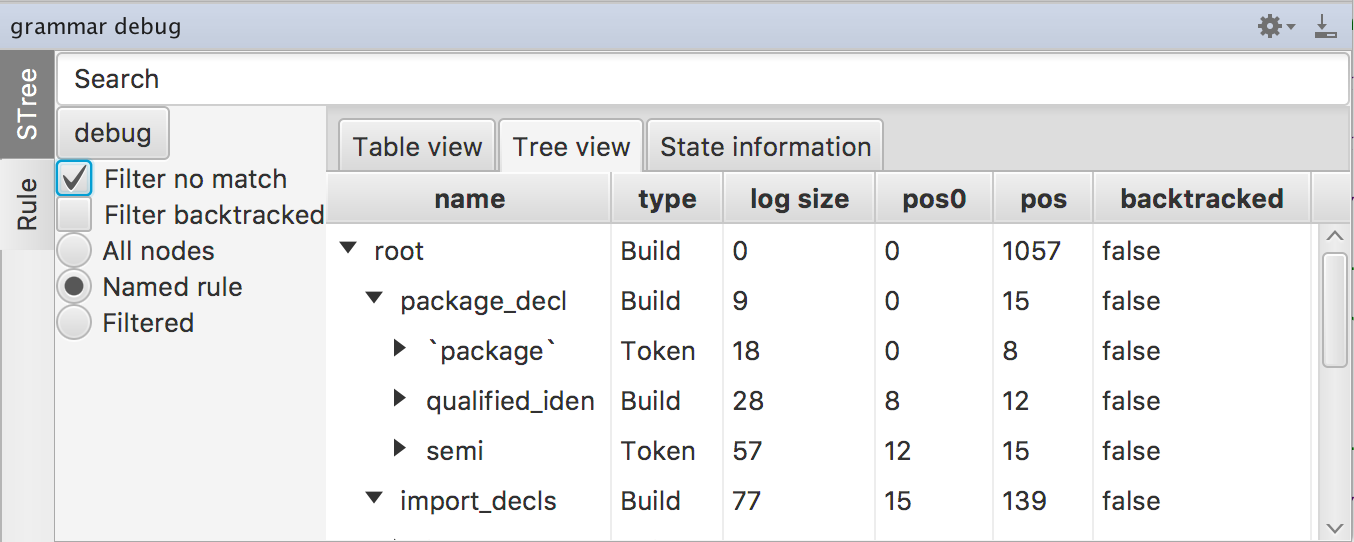 grammar debug
STree
Rule
Search
debug
Filter no match
Filter backtracked
All nodes
Named rule
Filtered
Table view Tree view State information
name type log size pos0 pos backtracked
root Build 0 0 1057 false
package_decl Build 9 0 15 false
`package` Token 18 0 8 false
qualified_iden Build 28 8 12 false
semi Token 57 12 15 false
import_decls Build 77 15 139 false